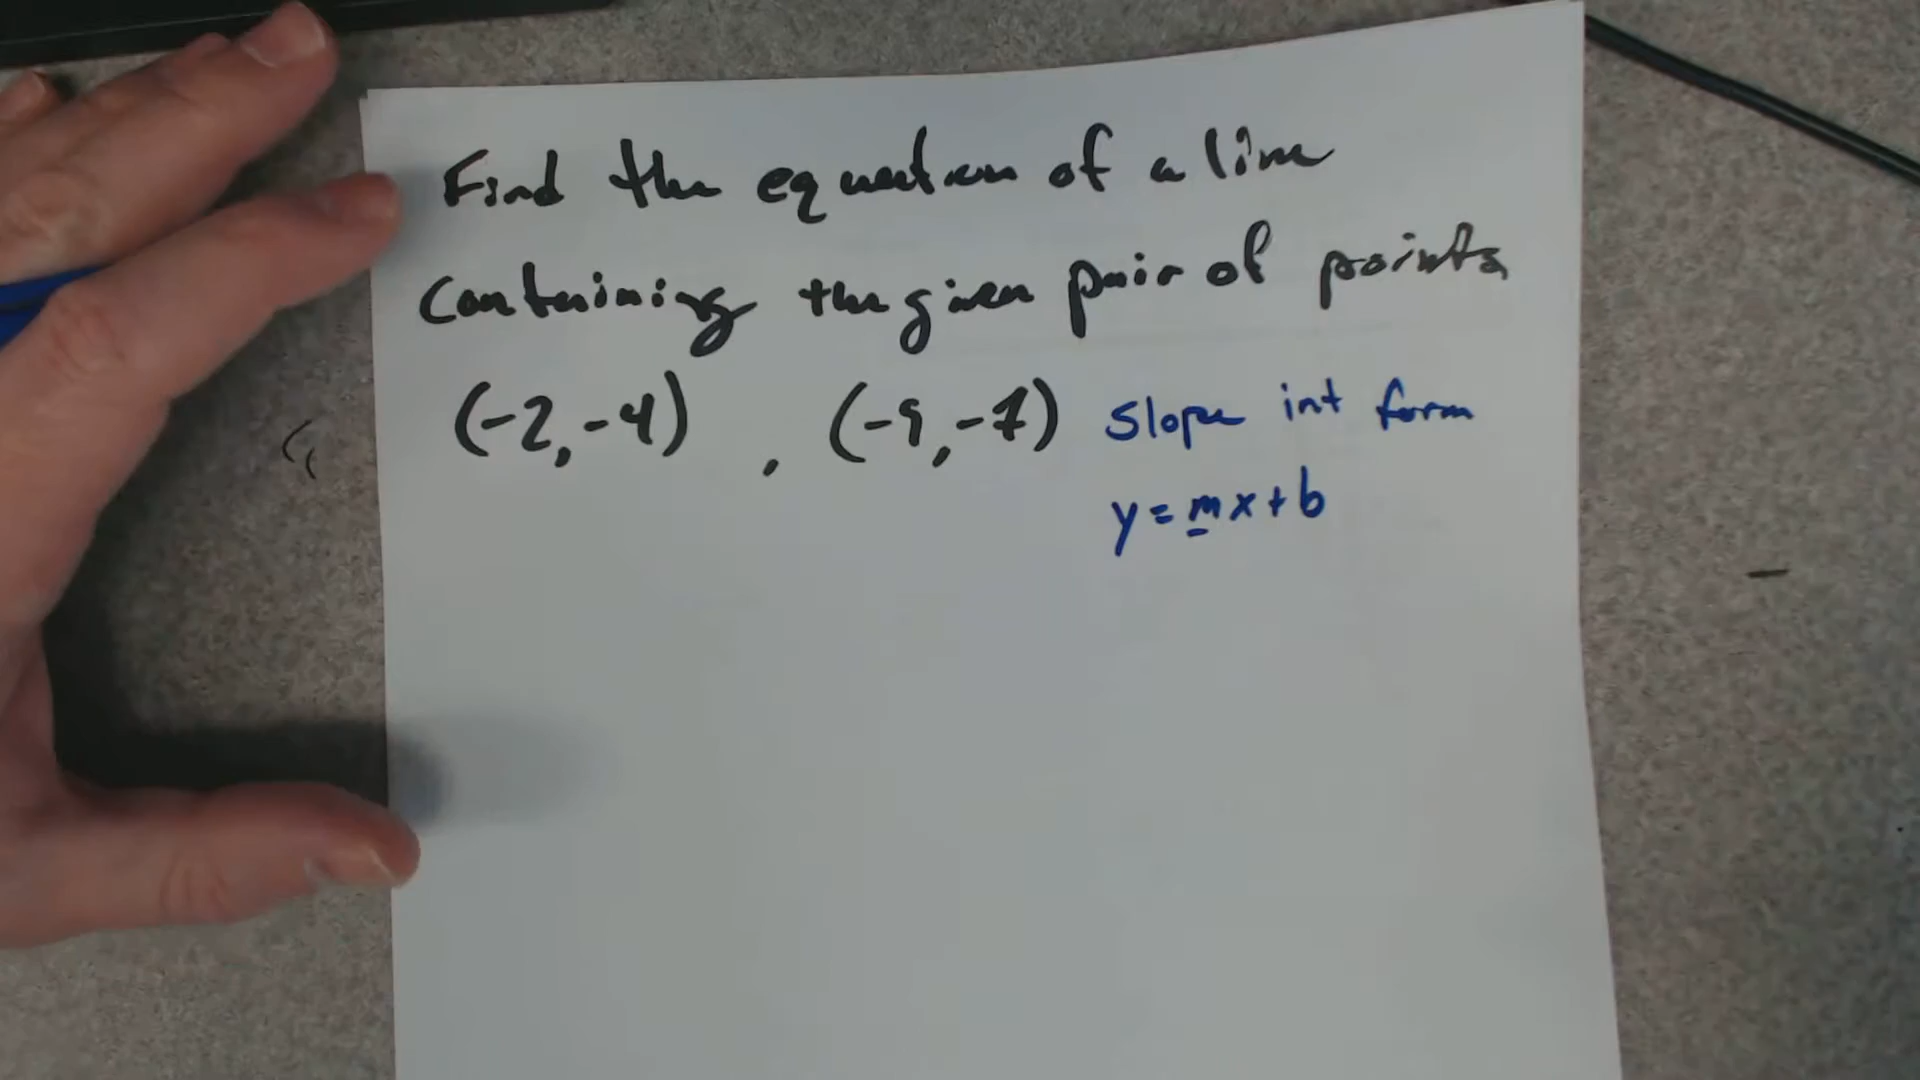 Find the equation of a line
Containing the given pair of points
(-2,-4) , (-9,-7) Slope int form
y = mx + b